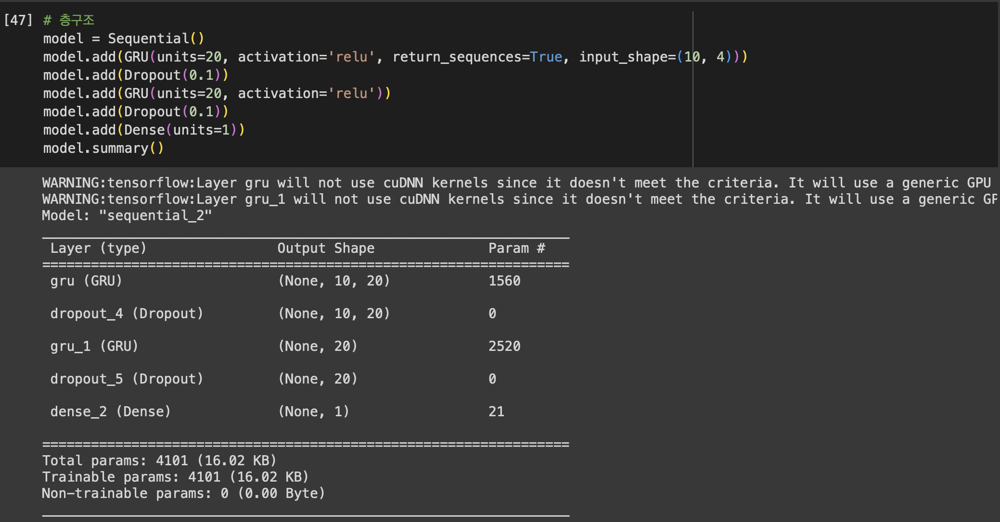 [47] # 층구조
model = Sequential()
model.add(GRU(units=20, activation='relu', return_sequences=True, input_shape=(10, 4)))
model.add(Dropout(0.1))
model.add(GRU(units=20, activation='relu'))
model.add(Dropout(0.1))
model.add(Dense(units=1))
model.summary()
WARNING:tensorflow:Layer gru will not use cuDNN kernels since it doesn't meet the criteria. It will use a generic GPU
WARNING:tensorflow:Layer gru_1 will not use cuDNN kernels since it doesn't meet the criteria. It will use a generic GP
Model: "sequential_2"
_________________________________________________________________
Layer (type) Output Shape Param #
=================================================================
gru (GRU) (None, 10, 20) 1560
dropout_4 (Dropout) (None, 10, 20) 0
gru_1 (GRU) (None, 20) 2520
dropout_5 (Dropout) (None, 20) 0
dense_2 (Dense) (None, 1) 21
=================================================================
Total params: 4101 (16.02 KB)
Trainable params: 4101 (16.02 KB)
Non-trainable params: 0 (0.00 Byte)
_________________________________________________________________